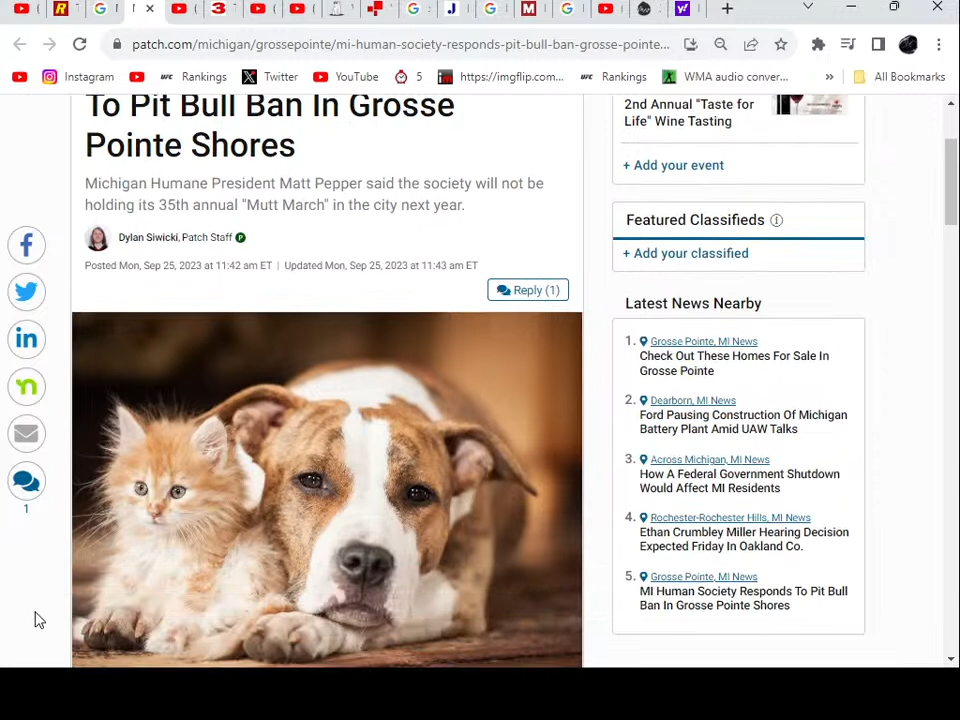 patch.com/michigan/grossepointe/mi-human-society-responds-pit-bull-ban-grosse-pointe...
Instagram
Rankings
Twitter
YouTube
5
https://imgflip.com...
Rankings
WMA audio conver...
»
All Bookmarks
To Pit Bull Ban In Grosse
Pointe Shores
Michigan Humane President Matt Pepper said the society will not be
holding its 35th annual "Mutt March" in the city next year.
Dylan Siwicki, Patch Staff P
Posted Mon, Sep 25, 2023 at 11:42 am ET | Updated Mon, Sep 25, 2023 at 11:43 am ET
Reply (1)
1
2nd Annual "Taste for
Life" Wine Tasting
+ Add your event
Featured Classifieds
+ Add your classified
Latest News Nearby
1. Grosse Pointe, MI News
Check Out These Homes For Sale In
Grosse Pointe
2. Dearborn, MI News
Ford Pausing Construction Of Michigan
Battery Plant Amid UAW Talks
3. Across Michigan, MI News
How A Federal Government Shutdown
Would Affect MI Residents
4. Rochester-Rochester Hills, MI News
Ethan Crumbley Miller Hearing Decision
Expected Friday In Oakland Co.
5. Grosse Pointe, MI News
MI Human Society Responds To Pit Bull
Ban In Grosse Pointe Shores